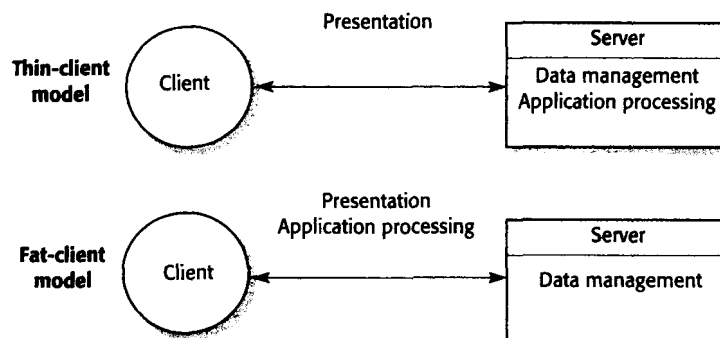 Presentation
Thin-client
model
Client
Server
Data management
Application processing
Presentation
Application processing
Fat-client
model
Client
Server
Data management